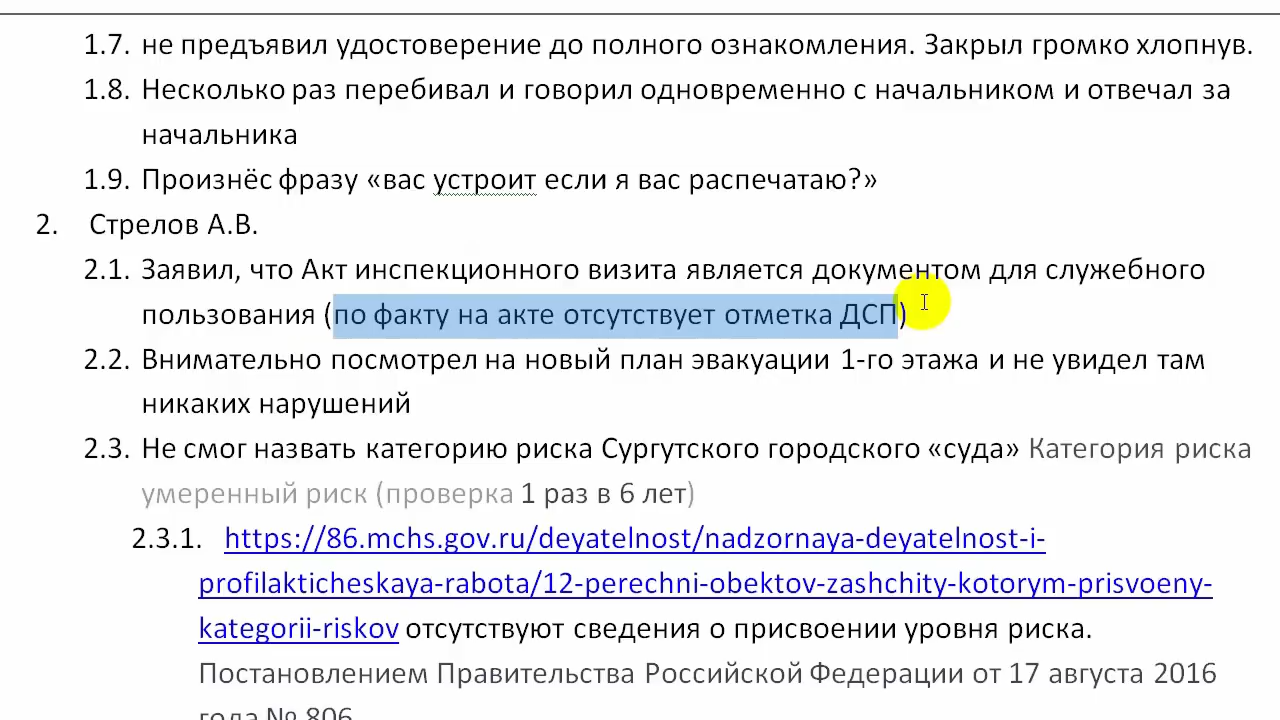 1.7. не предъявил удостоверение до полного ознакомления. Закрыл громко хлопнув.
1.8. Несколько раз перебивал и говорил одновременно с начальником и отвечал за
начальника
1.9. Произнёс фразу «вас устроит если я вас распечатаю?»
2. Стрелов А.В.
2.1. Заявил, что Акт инспекционного визита является документом для служебного
пользования (по факту на акте отсутствует отметка ДСП)
2.2. Внимательно посмотрел на новый план эвакуации 1-го этажа и не увидел там
никаких нарушений
2.3. Не смог назвать категорию риска Сургутского городского «суда» Категория риска
умеренный риск (проверка 1 раз в 6 лет)
2.3.1. https://86.mchs.gov.ru/deyatelnost/nadzornaya-deyatelnost-i-
profilakticheskaya-rabota/12-perechni-obektov-zashchity-kotorym-prisvoeny-
kategorii-riskov отсутствуют сведения о присвоении уровня риска.
Постановлением Правительства Российской Федерации от 17 августа 2016
года № 806